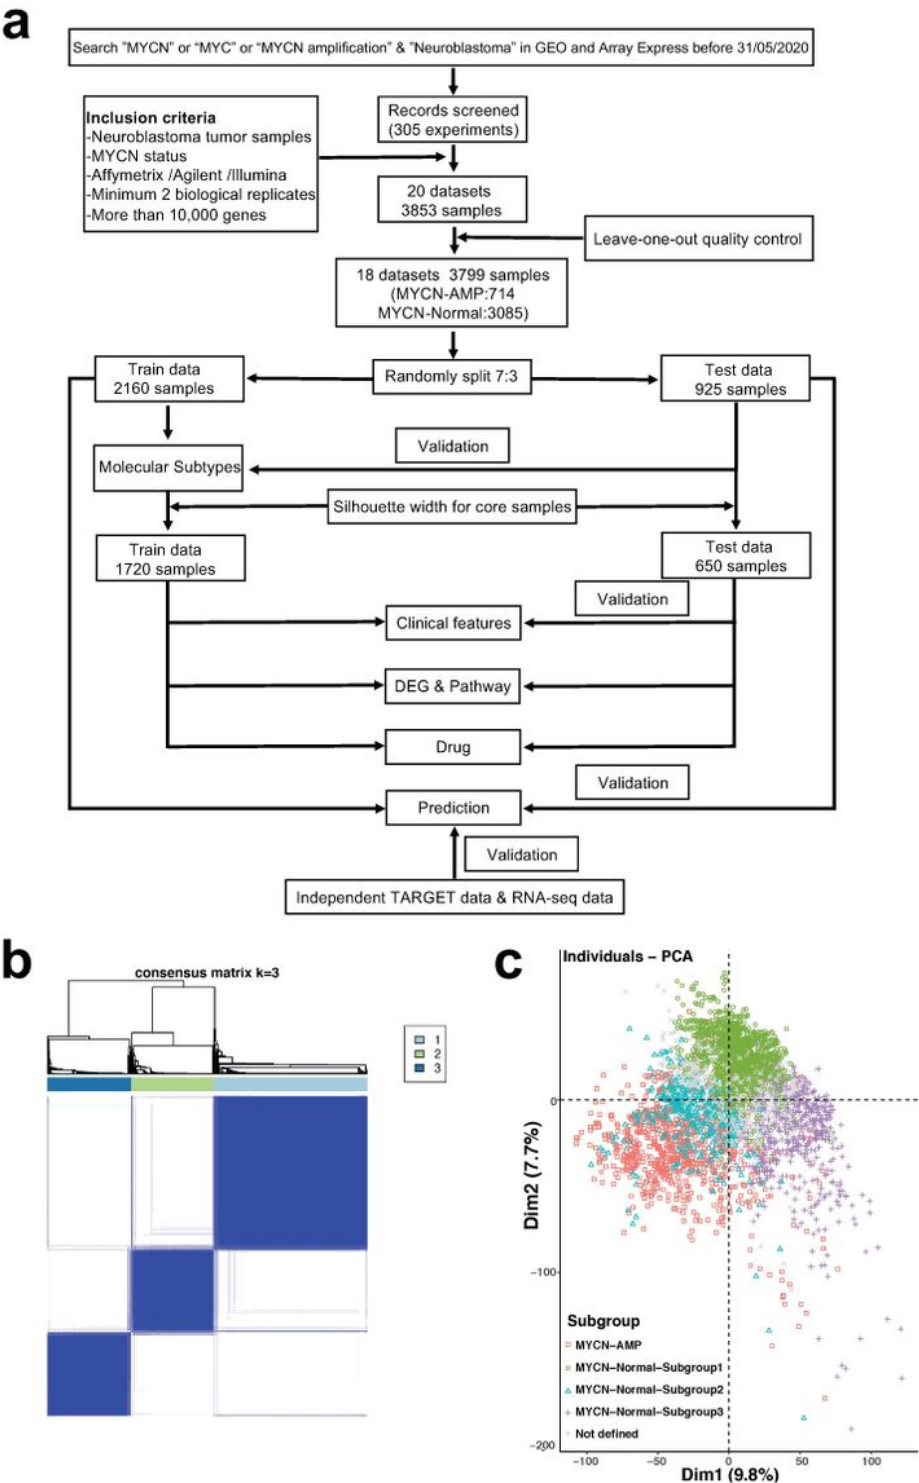 a
Search "MYCN" or “MYC” or “MYCN amplification” & "Neuroblastoma" in GEO and Array Express before 31/05/2020
Records screened
(305 experiments)
Inclusion criteria
-Neuroblastoma tumor samples
-MYCN status
-Affymetrix /Agilent /Illumina
-Minimum 2 biological replicates
-More than 10,000 genes
20 datasets
3853 samples
Leave-one-out quality control
18 datasets 3799 samples
(MYCN-AMP:714
MYCN-Normal:3085)
Train data
2160 samples
Randomly split 7:3
Test data
925 samples
Validation
Molecular Subtypes
Silhouette width for core samples
Train data
1720 samples
Test data
650 samples
Validation
Clinical features
DEG & Pathway
Drug
Validation
Prediction
Validation
Independent TARGET data & RNA-seq data
b
consensus matrix k=3
1
2
3
c
Individuals − PCA
Dim2 (7.7%)
0
−100
−200
Subgroup
MYCN−AMP
MYCN−Normal−Subgroup1
MYCN−Normal−Subgroup2
MYCN−Normal−Subgroup3
Not defined
−100
−50
0
50
100
Dim1 (9.8%)